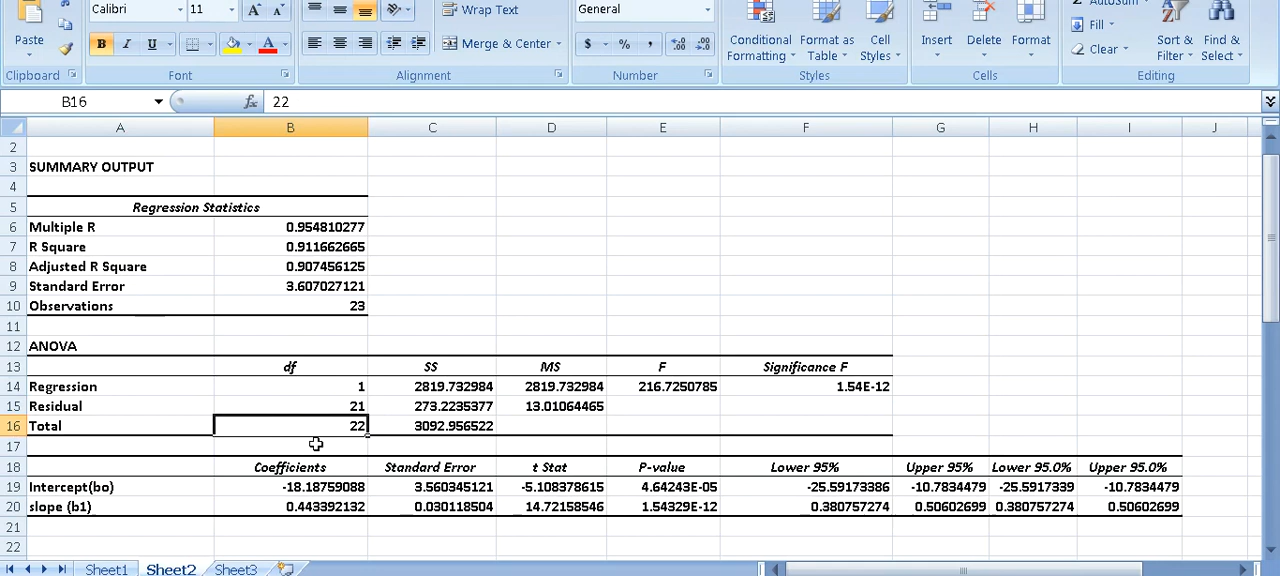 Calibri 11 A A Wrap Text General AutoSum
Paste B I U A Merge & Center $ % , .00 .0 Conditional Formatting Format as Table Cell Styles Insert Delete Format Fill Clear Sort & Filter Find & Select
Clipboard Font Alignment Number Styles Cells Editing
B16 fx 22
A B C D E F G H I J
2
3 SUMMARY OUTPUT
4
5 Regression Statistics
6 Multiple R 0.954810277
7 R Square 0.911662665
8 Adjusted R Square 0.907456125
9 Standard Error 3.607027121
10 Observations 23
11
12 ANOVA
13 df SS MS F Significance F
14 Regression 1 2819.732984 2819.732984 216.7250785 1.54E-12
15 Residual 21 273.2235377 13.01064465
16 Total 22 3092.956522
17
18 Coefficients Standard Error t Stat P-value Lower 95% Upper 95% Lower 95.0% Upper 95.0%
19 Intercept(bo) -18.18759088 3.560345121 -5.108378615 4.64243E-05 -25.59173386 -10.7834479 -25.5917339 -10.7834479
20 slope (b1) 0.443392132 0.030118504 14.72158546 1.54329E-12 0.380757274 0.50602699 0.380757274 0.50602699
21
22
Sheet1 Sheet2 Sheet3